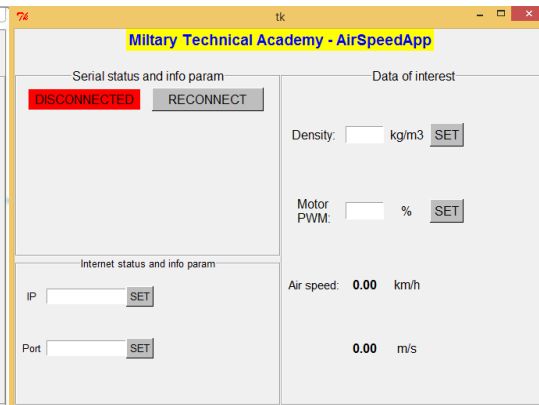 tk
Miltary Technical Academy - AirSpeedApp
Serial status and info param
DISCONNECTED RECONNECT
Internet status and info param
IP SET
Port SET
Data of interest
Density: kg/m3 SET
Motor
PWM: % SET
Air speed: 0.00 km/h
0.00 m/s